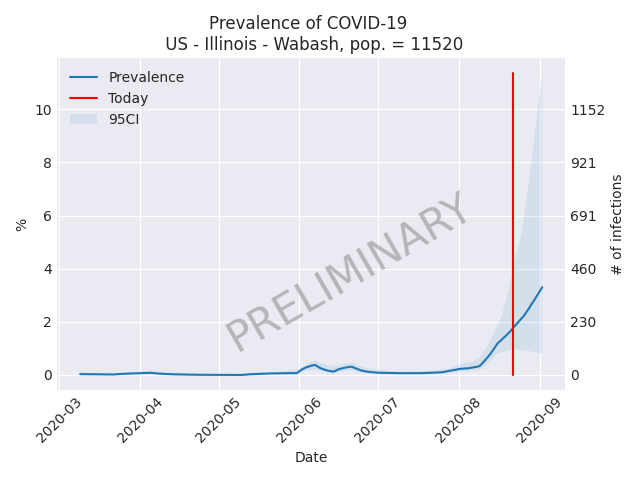 Prevalence of COVID-19
US - Illinois - Wabash, pop. = 11520
Prevalence
Today
95CI
%
10
8
6
4
2
0
1152
921
691
460
230
0
# of infections
PRELIMINARY
2020-03
2020-04
2020-05
2020-06
2020-07
2020-08
2020-09
Date